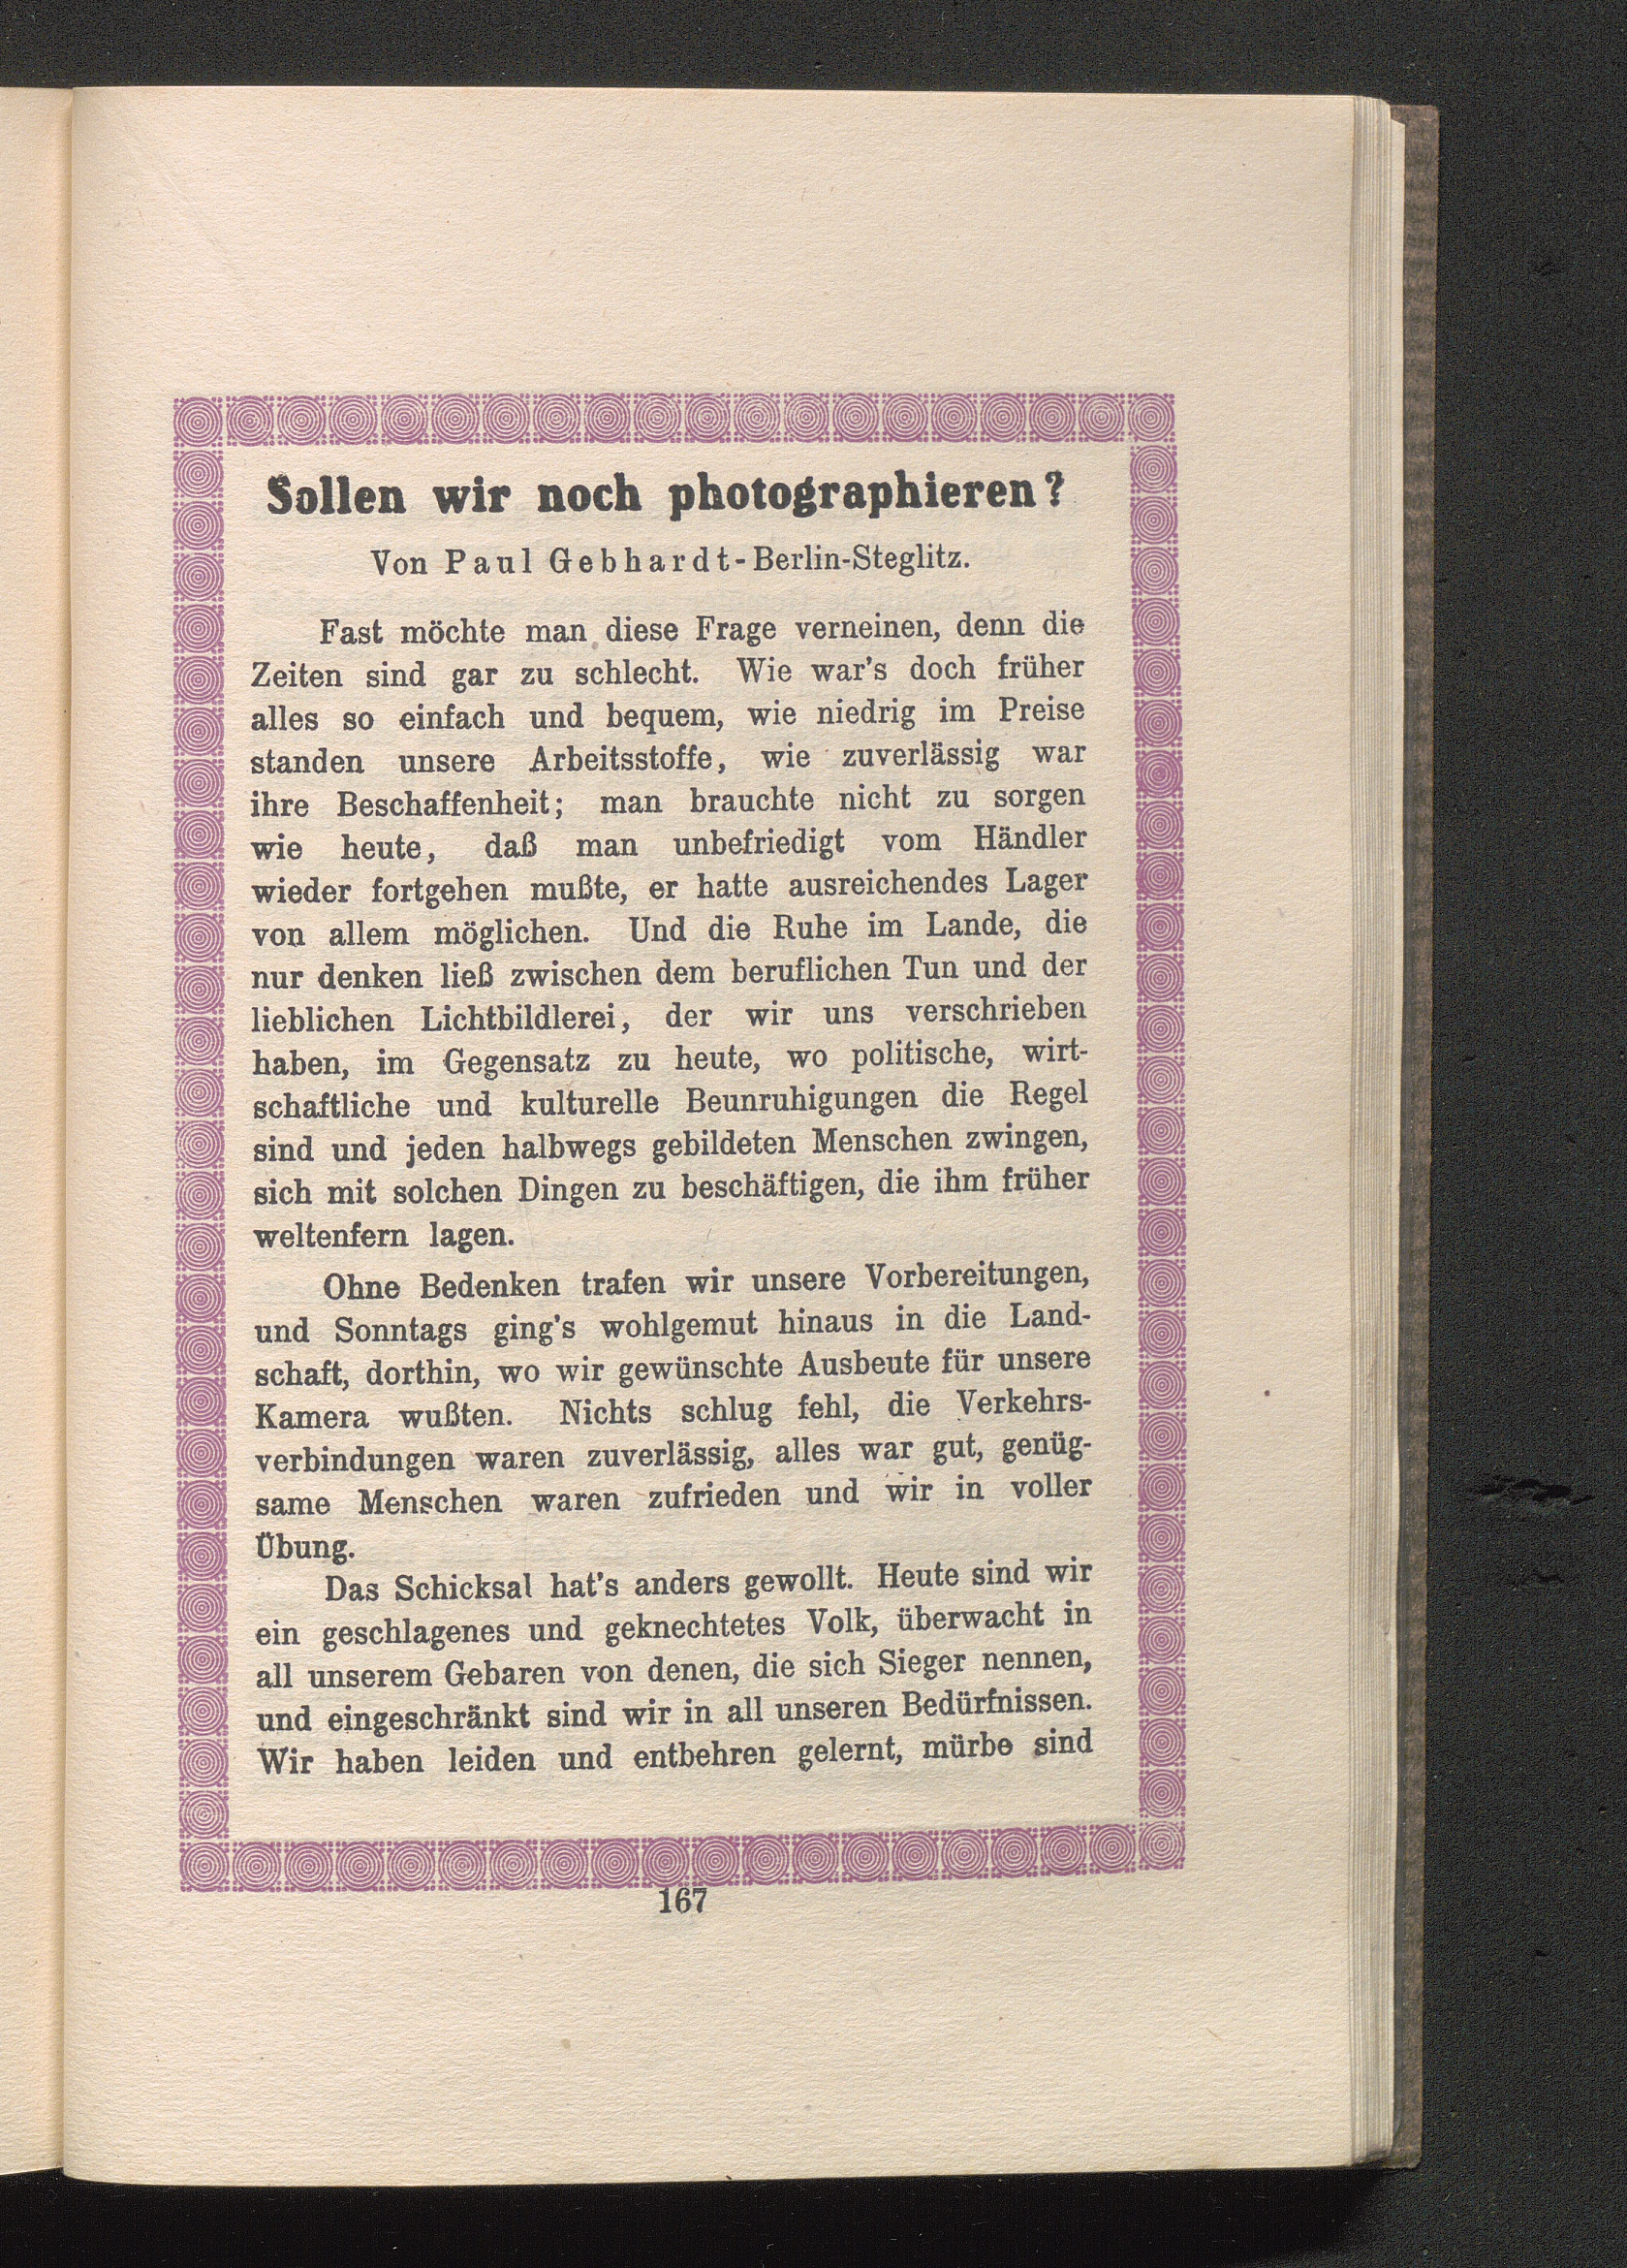 Sollen wir noch photographieren?
Von Paul Gebhardt-Berlin-Steglitz.
Fast möchte man diese Frage verneinen, denn die
Zeiten sind gar zu schlecht. Wie war's doch früher
alles so einfach und bequem, wie niedrig im Preise
standen unsere Arbeitsstoffe, wie zuverlässig war
ihre Beschaffenheit; man brauchte nicht zu sorgen
wie heute, daß man unbefriedigt vom Händler
wieder fortgehen mußte, er hatte ausreichendes Lager
von allem möglichen. Und die Ruhe im Lande, die
nur denken ließ zwischen dem beruflichen Tun und der
lieblichen Lichtbildlerei, der wir uns verschrieben
haben, im Gegensatz zu heute, wo politische, wirt-
schaftliche und kulturelle Beunruhigungen die Regel
sind und jeden halbwegs gebildeten Menschen zwingen,
sich mit solchen Dingen zu beschäftigen, die ihm früher
weltenfern lagen.
Ohne Bedenken trafen wir unsere Vorbereitungen,
und Sonntags ging's wohlgemut hinaus in die Land-
schaft, dorthin, wo wir gewünschte Ausbeute für unsere
Kamera wußten. Nichts schlug fehl, die Verkehrs-
verbindungen waren zuverlässig, alles war gut, genüg-
same Menschen waren zufrieden und wir in voller
Übung.
Das Schicksal hat's anders gewollt. Heute sind wir
ein geschlagenes und geknechtetes Volk, überwacht in
all unserem Gebaren von denen, die sich Sieger nennen,
und eingeschränkt sind wir in all unseren Bedürfnissen.
Wir haben leiden und entbehren gelernt, mürbe sind
167